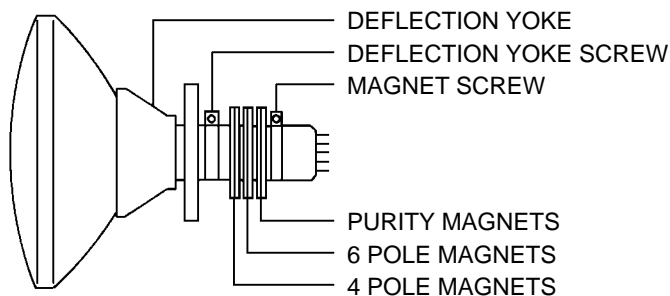 DEFLECTION YOKE
DEFLECTION YOKE SCREW
MAGNET SCREW
PURITY MAGNETS
6 POLE MAGNETS
4 POLE MAGNETS